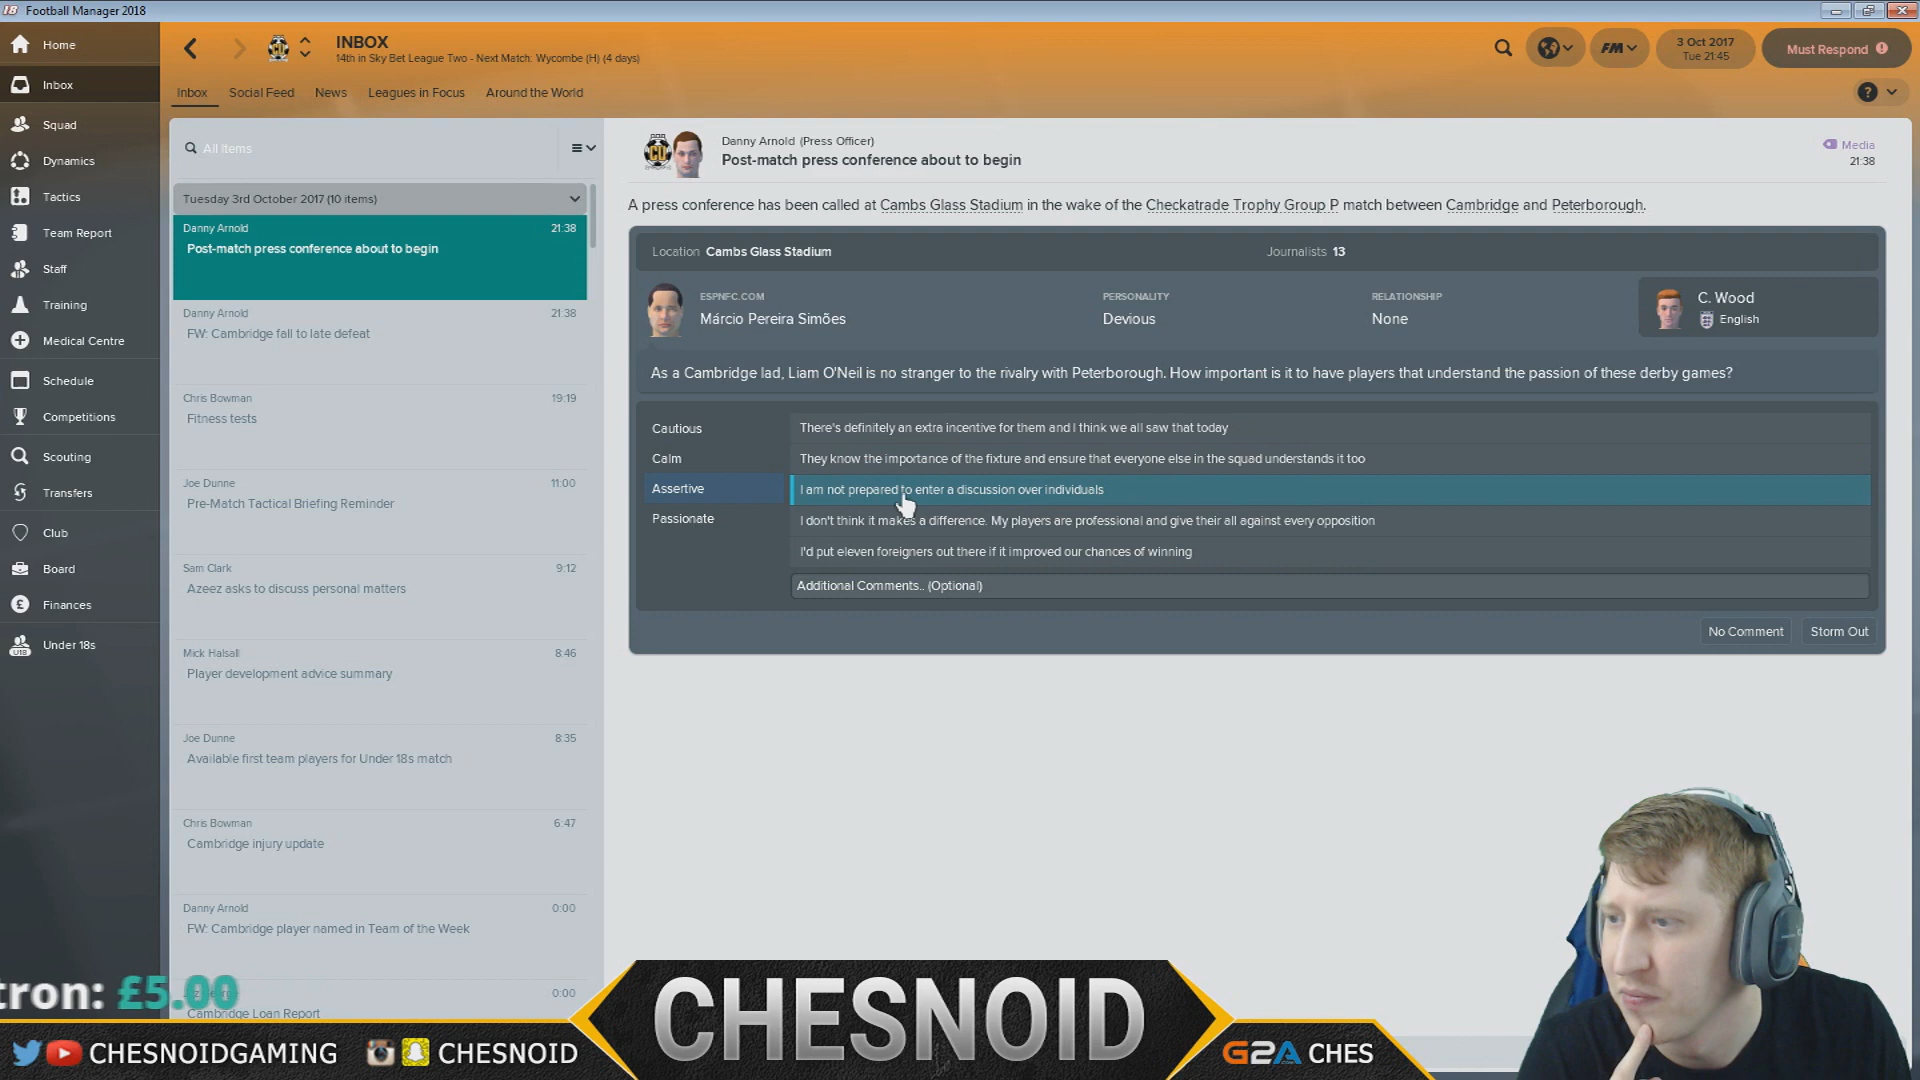 Football Manager 2018
Home
Inbox
Squad
Dynamics
Tactics
Team Report
Staff
Training
Medical Centre
Schedule
Competitions
Scouting
Transfers
Club
Board
Finances
Under 18s
INBOX
14th in Sky Bet League Two - Next Match: Wycombe (H) (4 days)
FM
3 Oct 2017
Tue 21:45
Must Respond
Inbox Social Feed News Leagues in Focus Around the World
All Items
Tuesday 3rd October 2017 (10 items)
Danny Arnold 21:38
Post-match press conference about to begin
Danny Arnold 21:38
FW: Cambridge fall to late defeat
Chris Bowman 19:19
Fitness tests
Joe Dunne 11:00
Pre-Match Tactical Briefing Reminder
Sam Clark 9:12
Azeez asks to discuss personal matters
Mick Halsall 8:46
Player development advice summary
Joe Dunne 8:35
Available first team players for Under 18s match
Chris Bowman 6:47
Cambridge injury update
Danny Arnold 0:00
FW: Cambridge player named in Team of the Week
0:00
Cambridge Loan Report
Danny Arnold (Press Officer)
Post-match press conference about to begin
Media
21:38
A press conference has been called at Cambs Glass Stadium in the wake of the Checkatrade Trophy Group P match between Cambridge and Peterborough.
Location Cambs Glass Stadium Journalists 13
ESPNFC.COM PERSONALITY RELATIONSHIP
Márcio Pereira Simões Devious None
C. Wood
English
As a Cambridge lad, Liam O'Neil is no stranger to the rivalry with Peterborough. How important is it to have players that understand the passion of these derby games?
Cautious
Calm
Assertive
Passionate
There's definitely an extra incentive for them and I think we all saw that today
They know the importance of the fixture and ensure that everyone else in the squad understands it too
I am not prepared to enter a discussion over individuals
I don't think it makes a difference. My players are professional and give their all against every opposition
I'd put eleven foreigners out there if it improved our chances of winning
Additional Comments.. (Optional)
No Comment Storm Out
tron: £5.00
CHESNOIDGAMING
CHESNOID
CHESNOID
G2A CHES